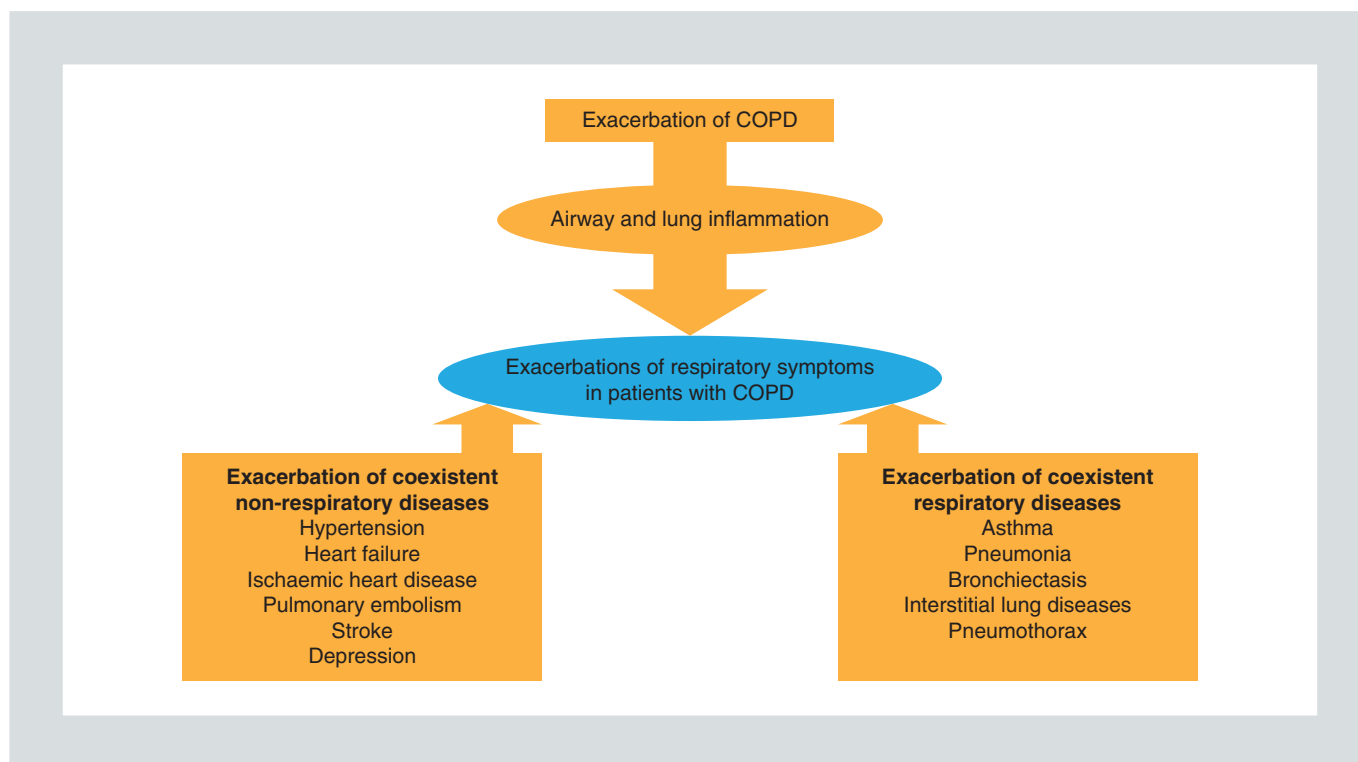 Exacerbation of COPD
Airway and lung inflammation
Exacerbations of respiratory symptoms
in patients with COPD
Exacerbation of coexistent
non-respiratory diseases
Hypertension
Heart failure
Ischaemic heart disease
Pulmonary embolism
Stroke
Depression
Exacerbation of coexistent
respiratory diseases
Asthma
Pneumonia
Bronchiectasis
Interstitial lung diseases
Pneumothorax